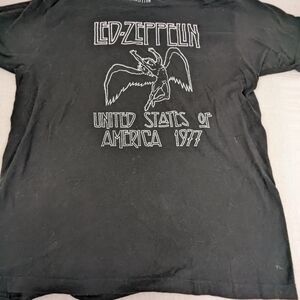 LED-ZEPPELIN
UNITED STATES OF
AMERICA 1977